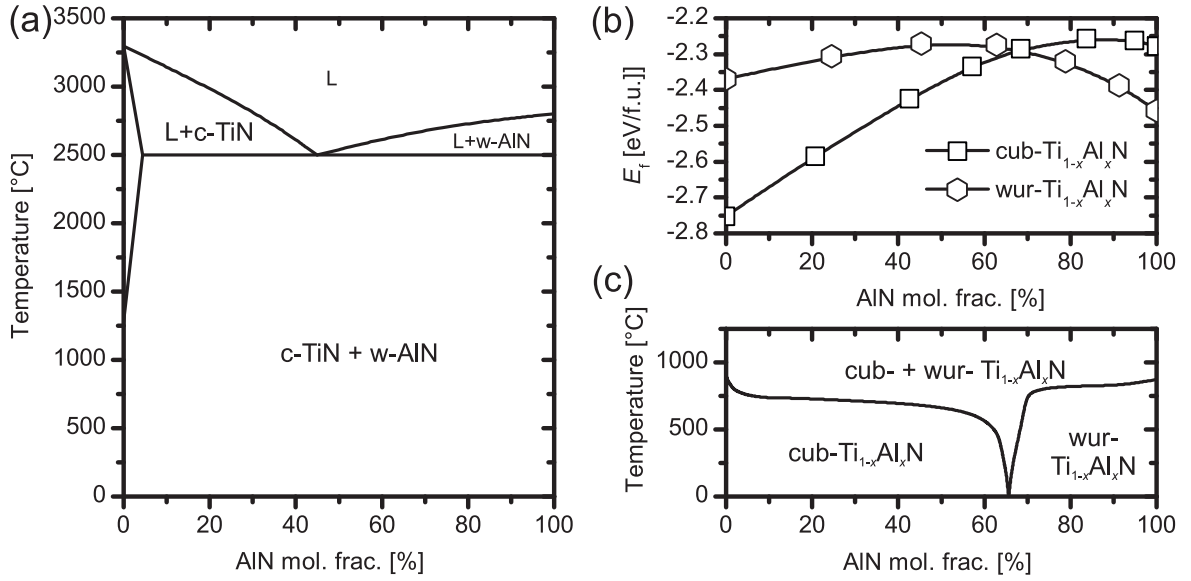 (a)
3500
3000
2500
2000
1500
1000
500
0
Temperature [°C]
L
L+c-TiN
L+w-AlN
c-TiN + w-AlN
0 20 40 60 80 100
AlN mol. frac. [%]
(b)
-2.2
-2.3
-2.4
-2.5
-2.6
-2.7
-2.8
E_f [eV/f.u.]]
cub-Ti₁₋ₓAlₓN
wur-Ti₁₋ₓAlₓN
0 20 40 60 80 100
AlN mol. frac. [%]
(c)
1000
500
0
Temperature [°C]
cub- + wur- Ti₁₋ₓAlₓN
cub-Ti₁₋ₓAlₓN
wur-
Ti₁₋ₓAlₓN
0 20 40 60 80 100
AlN mol. frac. [%]